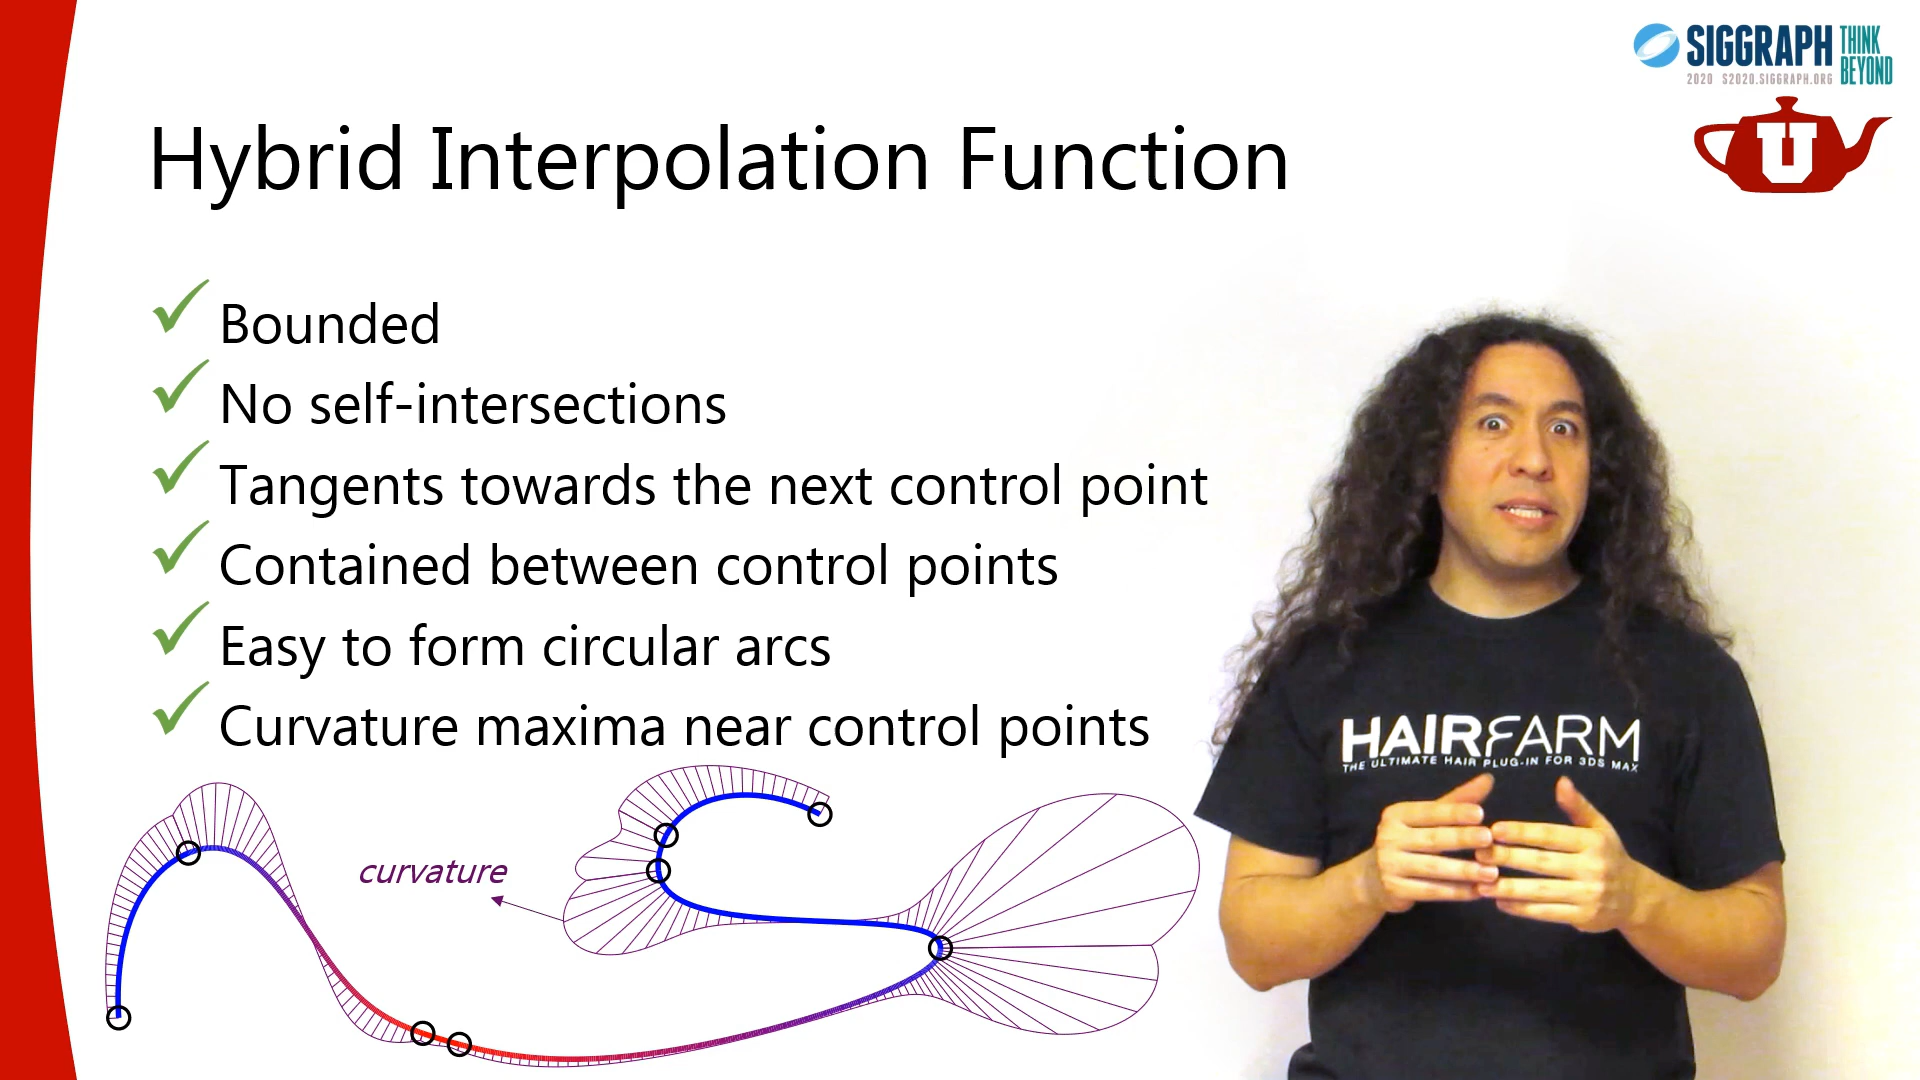 SIGGRAPH THINK BEYOND
2020 S2020.SIGGRAPH.ORG
U
Hybrid Interpolation Function
Bounded
No self-intersections
Tangents towards the next control point
Contained between control points
Easy to form circular arcs
Curvature maxima near control points
curvature
HAIRFARM
THE ULTIMATE HAIR PLUG-IN FOR 3DS MAX